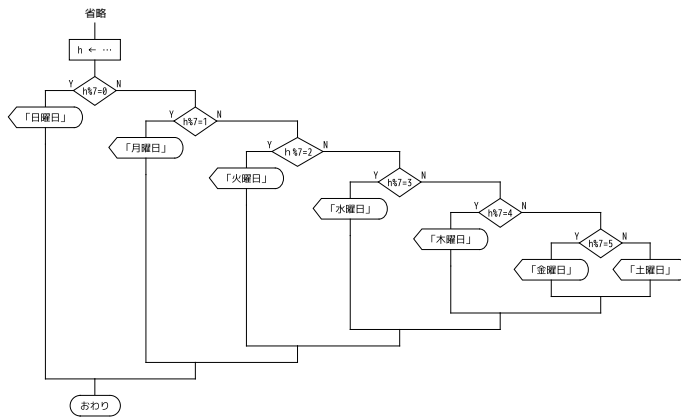 省略
h ← …
Y
N
h%7=0
「日曜日」
Y
N
h%7=1
「月曜日」
Y
N
h%7=2
「火曜日」
Y
N
h%7=3
「水曜日」
Y
N
h%7=4
「木曜日」
Y
N
h%7=5
「金曜日」
「土曜日」
おわり